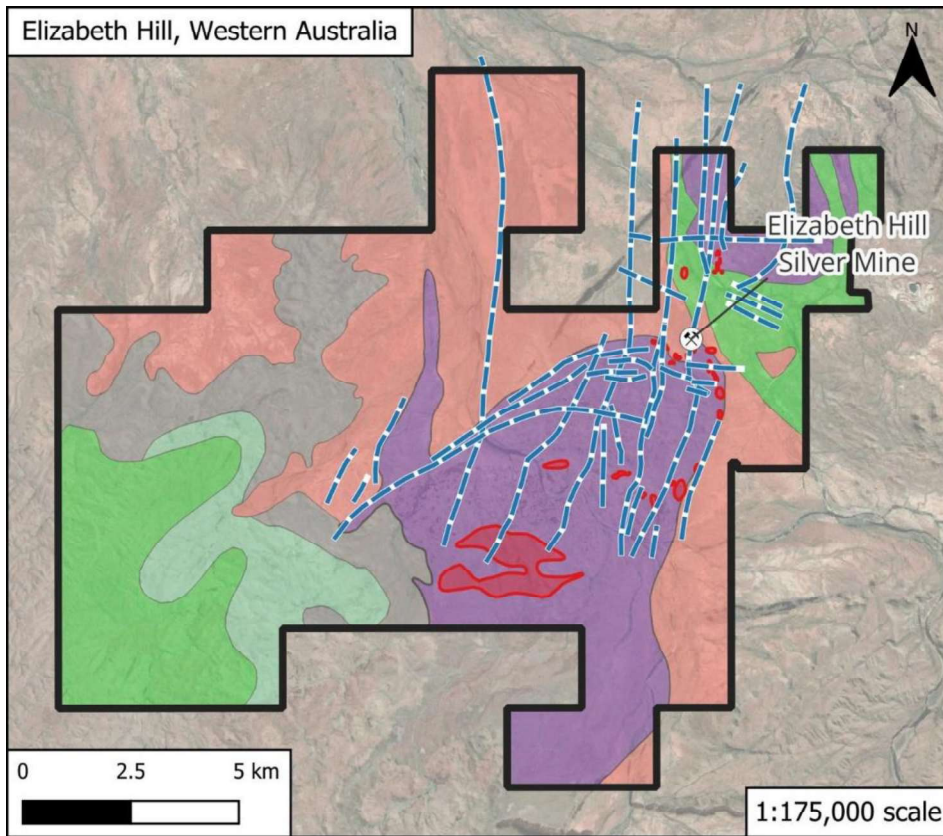 Elizabeth Hill, Western Australia
N
Elizabeth Hill
Silver Mine
0 2.5 5 km
1:175,000 scale